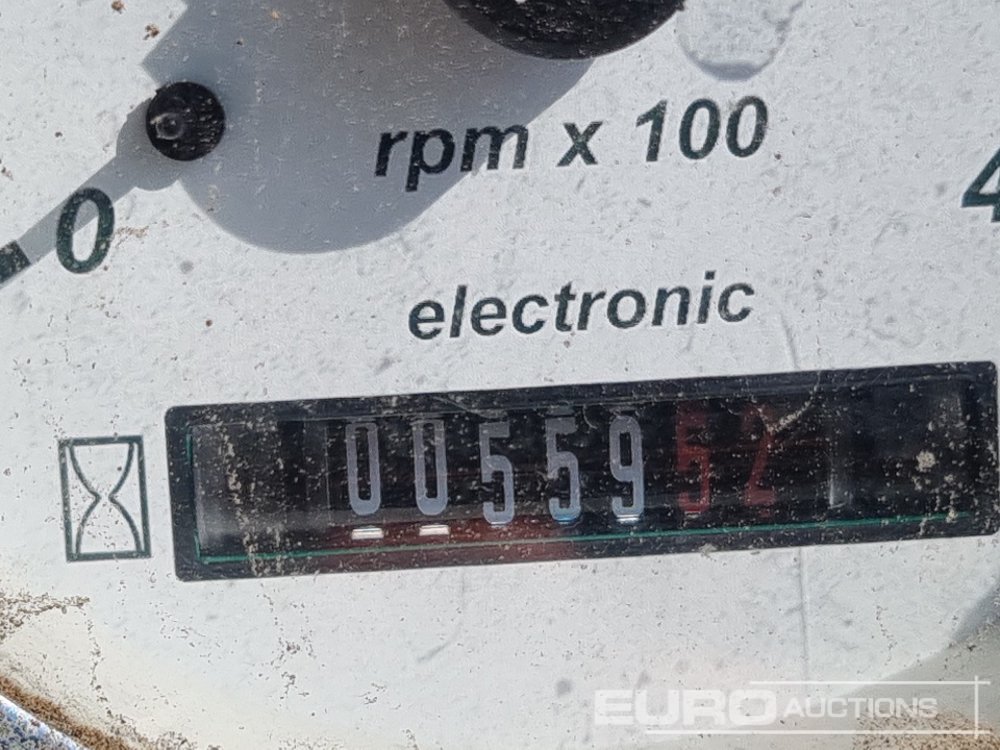 rpm x 100
0
4
electronic
0055952
EURO AUCTIONS